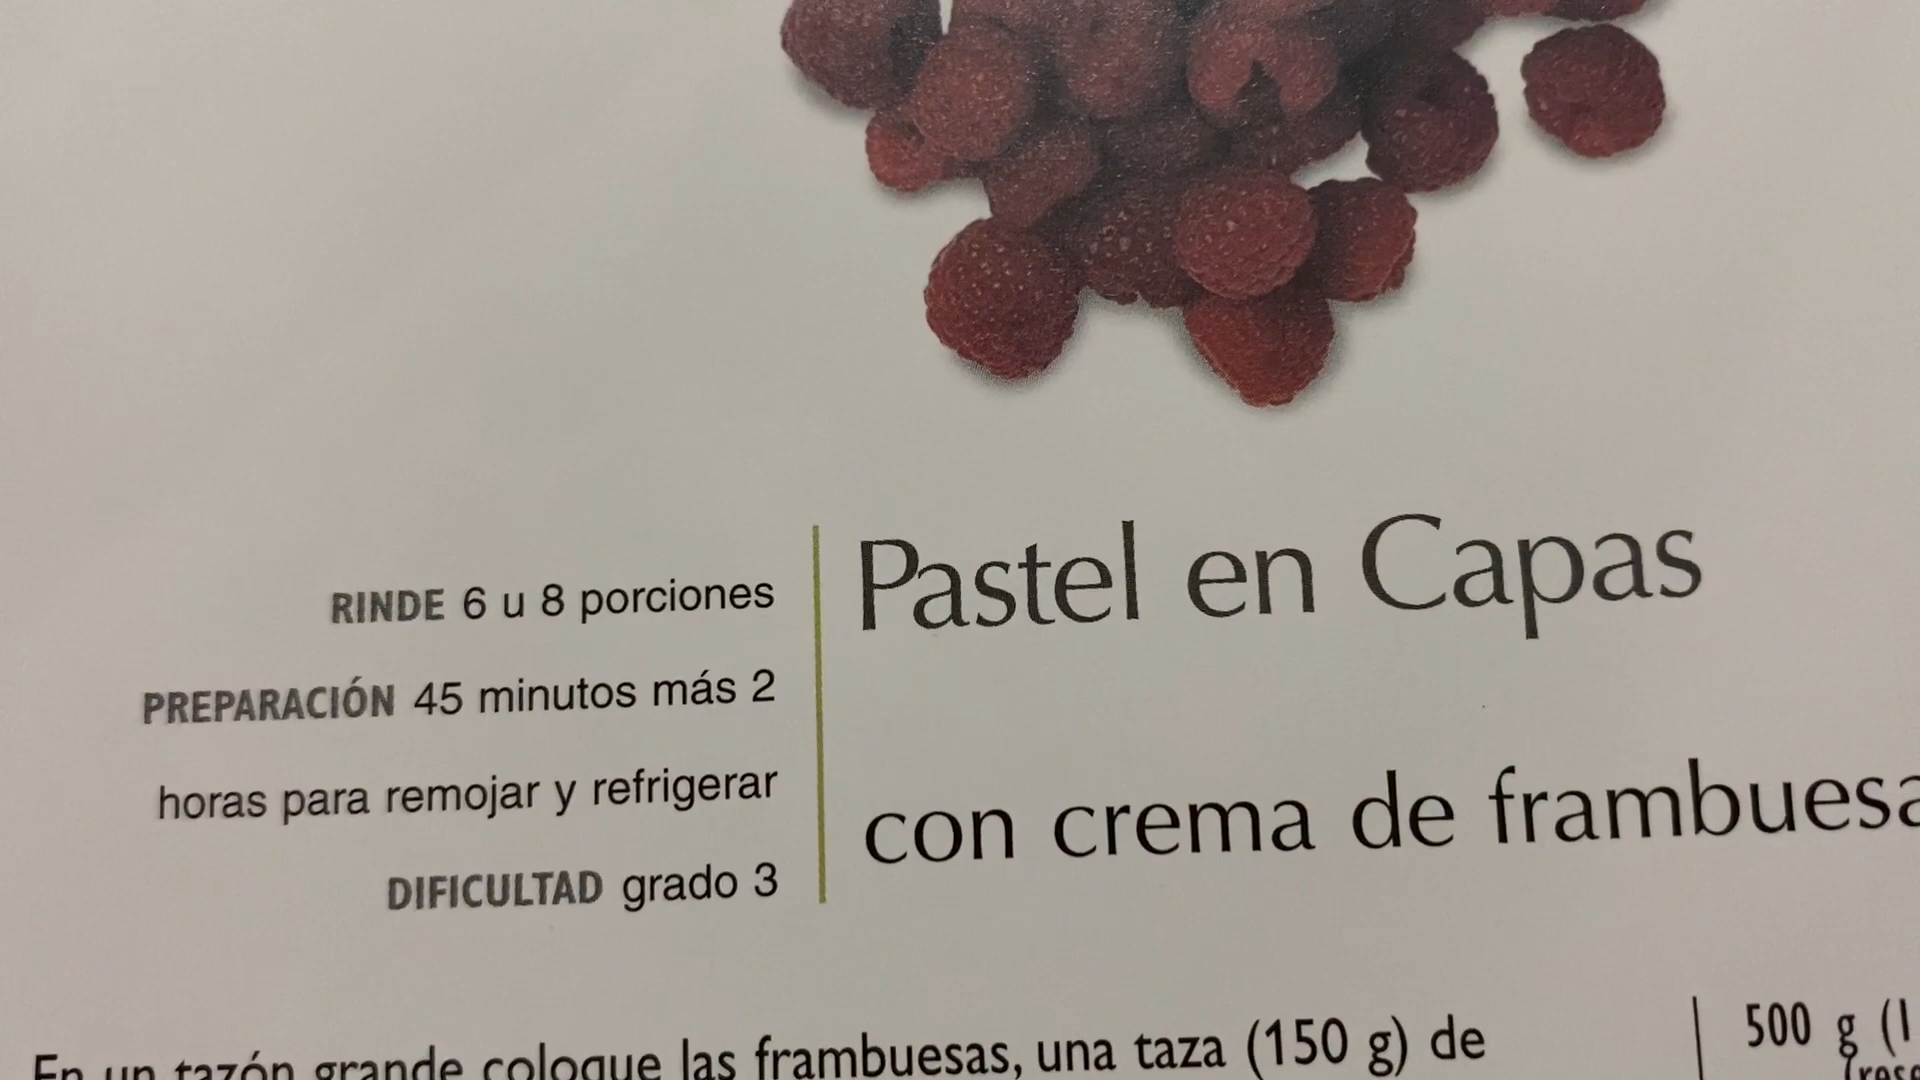 RINDE 6 u 8 porciones
PREPARACIÓN 45 minutos más 2
horas para remojar y refrigerar
DIFICULTAD grado 3
Pastel en Capas
con crema de frambuesa
En un tazón grande coloque las frambuesas, una taza (150 g) de
500 g (1